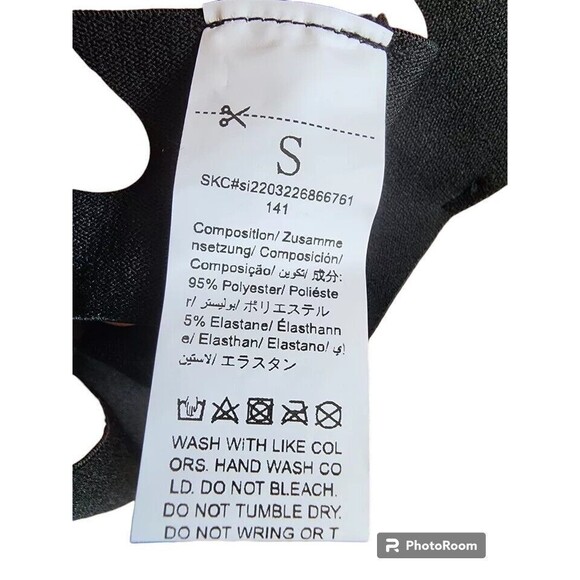 S
SKC#si2203226866761
141
Composition/ Zusamme
nsetzung/ Composición/
Composição/ تكوين/ 成分:
95% Polyester/ Poliéste
r/ بوليستر/ ポリエステル
5% Elastane/ Élasthann
e/ Elasthan/ Elastano/ إي
لاستين/ エラスタン
WASH WITH LIKE COL
ORS. HAND WASH CO
LD. DO NOT BLEACH.
DO NOT TUMBLE DRY.
DO NOT WRING OR T
PhotoRoom